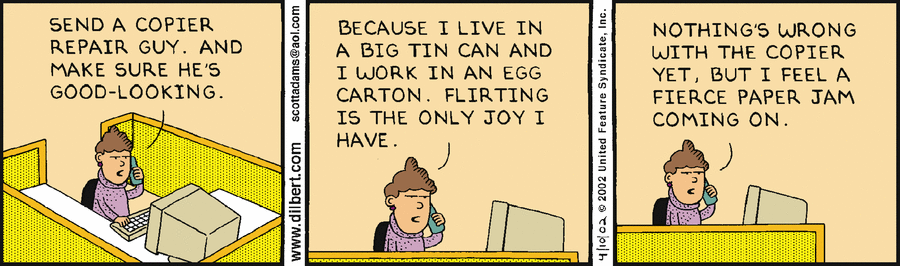 SEND A COPIER
REPAIR GUY. AND
MAKE SURE HE'S
GOOD-LOOKING.
www.dilbert.com scottadams@aol.com
BECAUSE I LIVE IN
A BIG TIN CAN AND
I WORK IN AN EGG
CARTON. FLIRTING
IS THE ONLY JOY I
HAVE.
4/10/02 © 2002 United Feature Syndicate, Inc.
NOTHING'S WRONG
WITH THE COPIER
YET, BUT I FEEL A
FIERCE PAPER JAM
COMING ON.